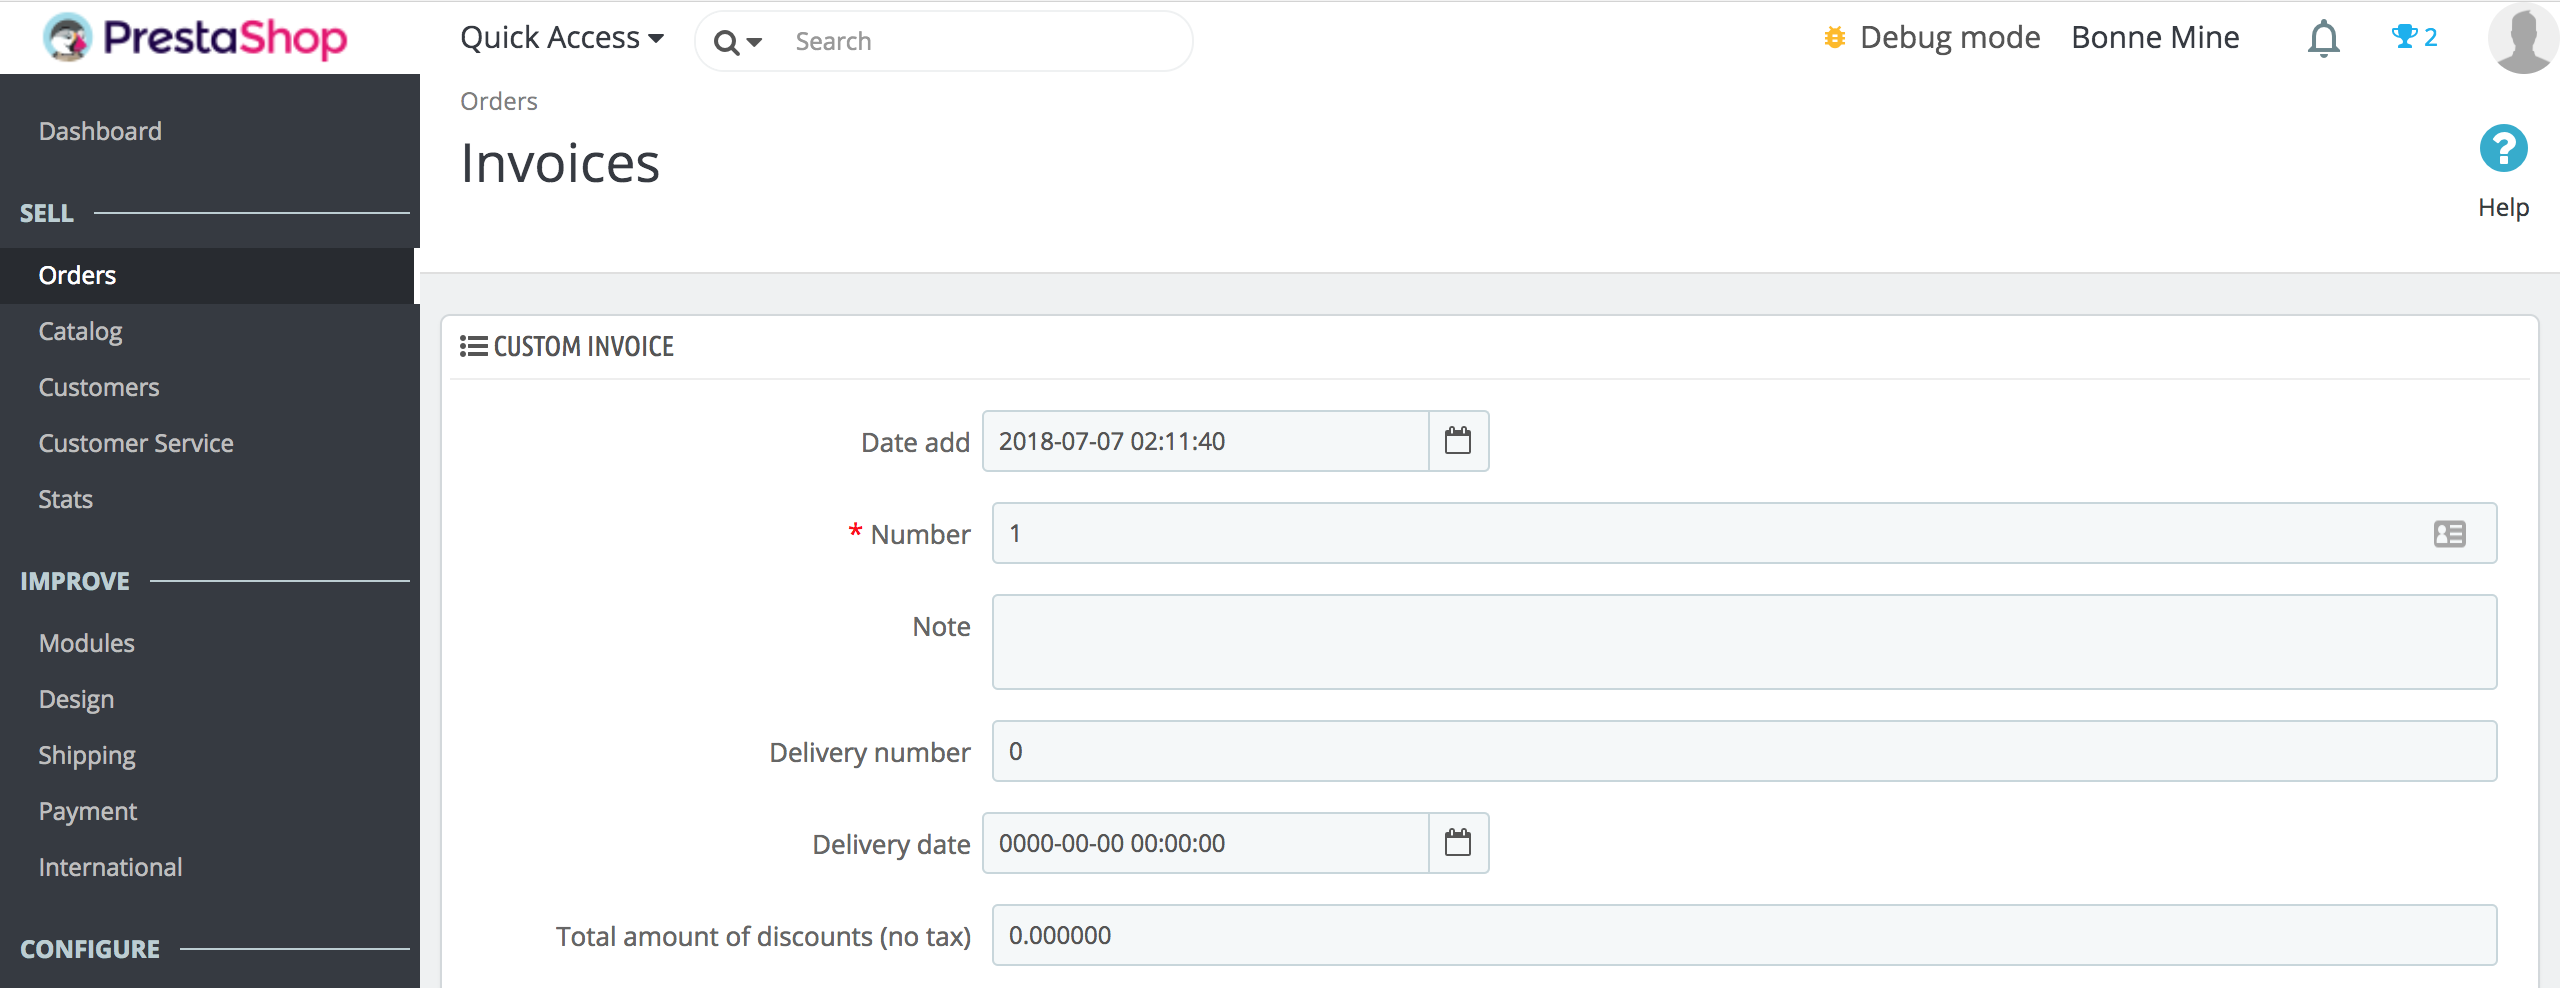 PrestaShop
Quick Access
Search
Debug mode
Bonne Mine
2
Dashboard
SELL
Orders
Catalog
Customers
Customer Service
Stats
IMPROVE
Modules
Design
Shipping
Payment
International
CONFIGURE
Orders
Invoices
?
Help
CUSTOM INVOICE
Date add 2018-07-07 02:11:40
* Number 1
Note
Delivery number 0
Delivery date 0000-00-00 00:00:00
Total amount of discounts (no tax) 0.000000